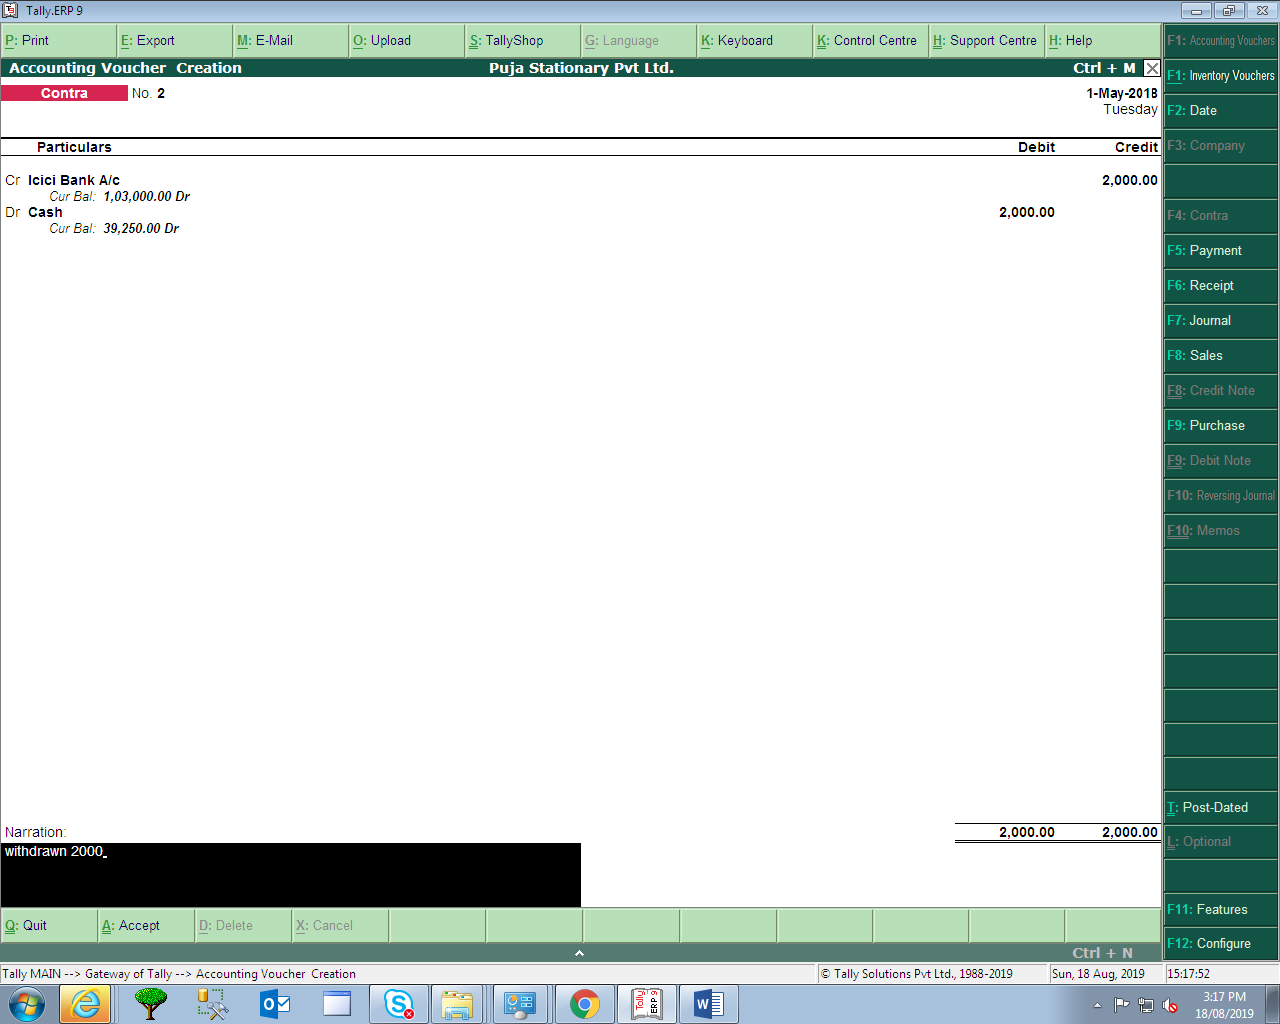 Tally.ERP 9
P: Print E: Export M: E-Mail O: Upload S: TallyShop G: Language K: Keyboard K: Control Centre H: Support Centre H: Help
Accounting Voucher Creation Puja Stationary Pvt Ltd. Ctrl + M
Contra No. 2 1-May-2018
Tuesday
Particulars Debit Credit
Cr Icici Bank A/c 2,000.00
Cur Bal: 1,03,000.00 Dr
Dr Cash 2,000.00
Cur Bal: 39,250.00 Dr
Narration: 2,000.00 2,000.00
withdrawn 2000
Q: Quit A: Accept D: Delete X: Cancel
Ctrl + N
F1: Accounting Vouchers
F1: Inventory Vouchers
F2: Date
F3: Company
F4: Contra
F5: Payment
F6: Receipt
F7: Journal
F8: Sales
F8: Credit Note
F9: Purchase
F9: Debit Note
F10: Reversing Journal
F10: Memos
T: Post-Dated
L: Optional
F11: Features
F12: Configure
Tally MAIN --> Gateway of Tally --> Accounting Voucher Creation © Tally Solutions Pvt Ltd., 1988-2019 Sun, 18 Aug, 2019 15:17:52
Tally ERP 9
3:17 PM
18/08/2019